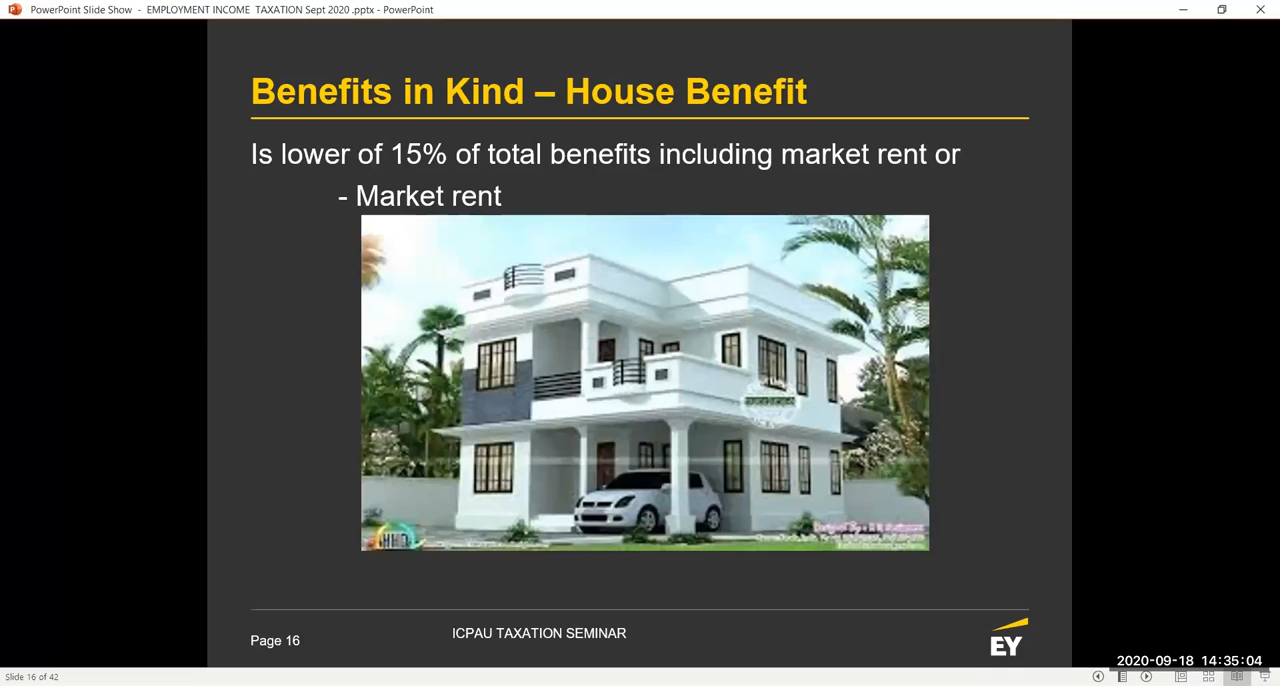 PowerPoint Slide Show - EMPLOYMENT INCOME TAXATION Sept 2020 .pptx - PowerPoint
Benefits in Kind – House Benefit
Is lower of 15% of total benefits including market rent or
- Market rent
Page 16
ICPAU TAXATION SEMINAR
EY
2020-09-18 14:35:04
Slide 16 of 42